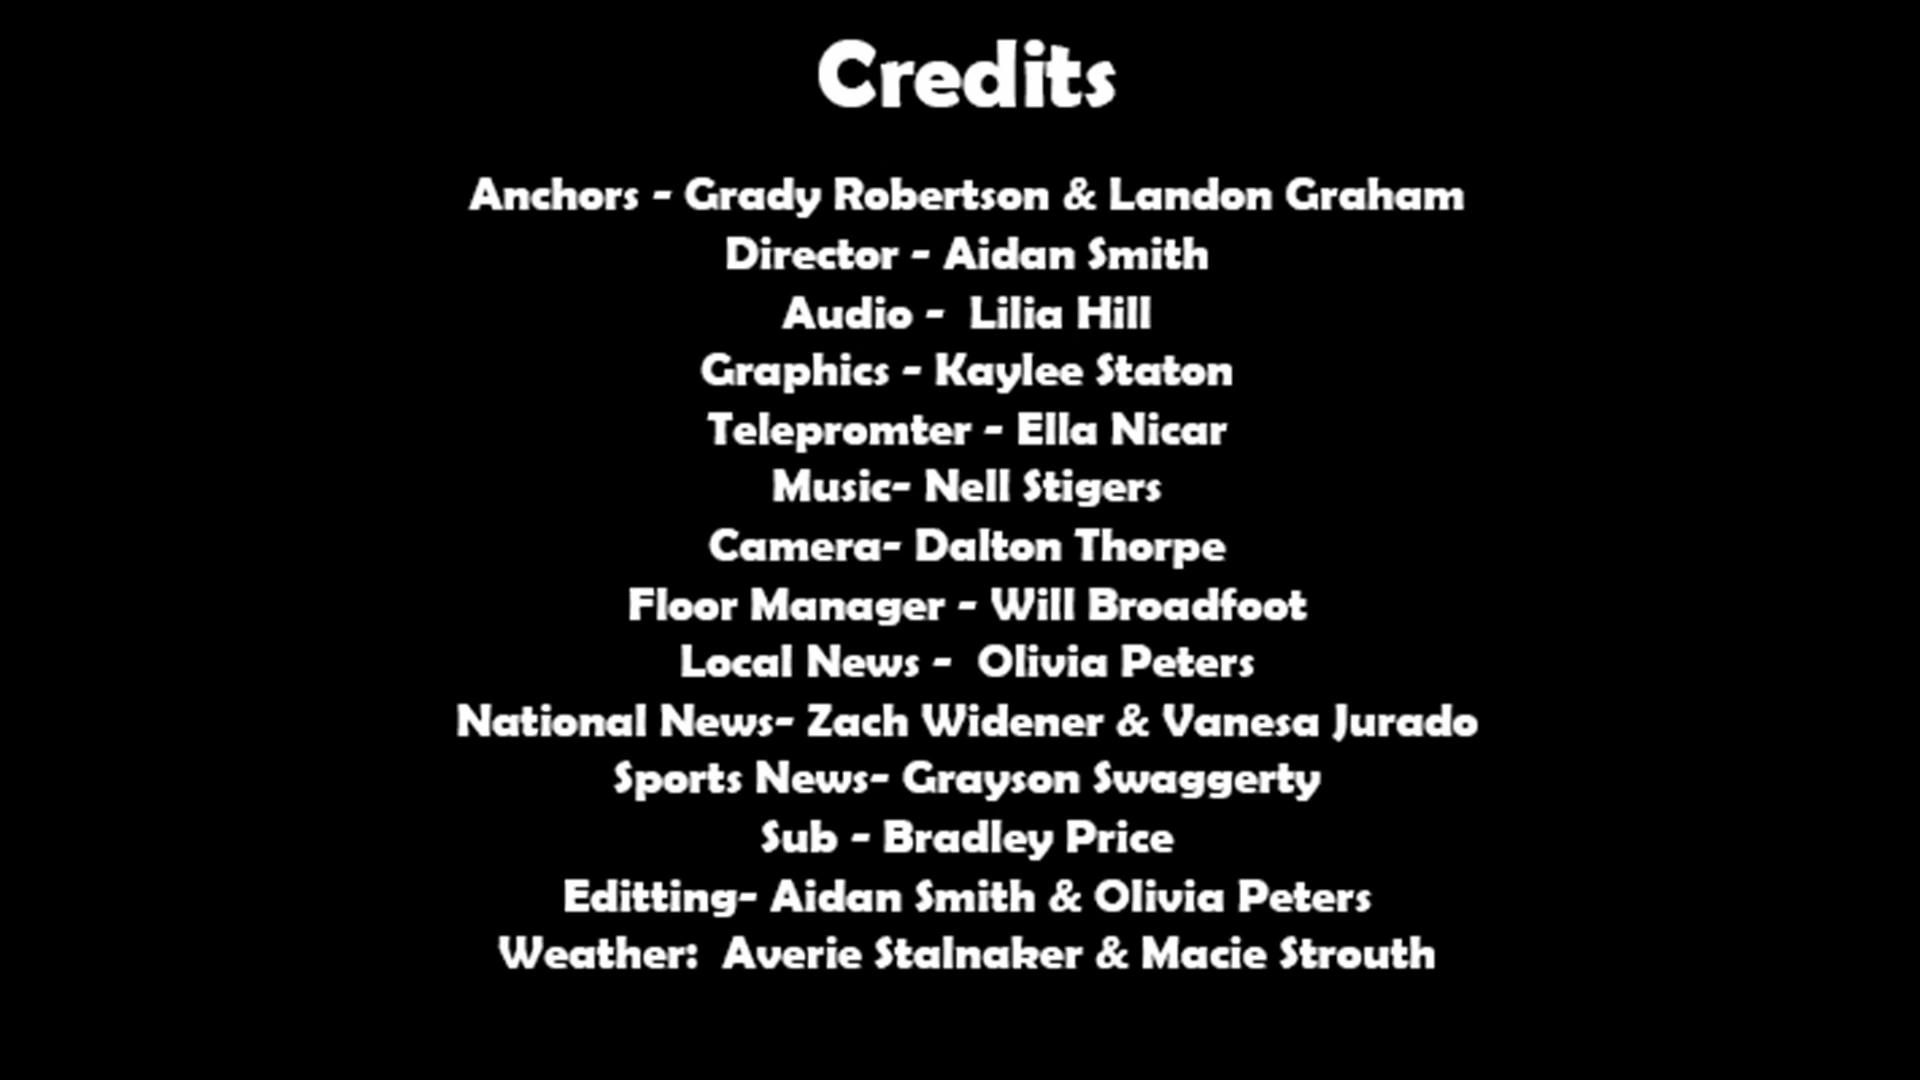 Credits
Anchors - Grady Robertson & Landon Graham
Director - Aidan Smith
Audio -  Lilia Hill
Graphics - Kaylee Staton
Telepromter - Ella Nicar
Music- Nell Stigers
Camera- Dalton Thorpe
Floor Manager - Will Broadfoot
Local News -  Olivia Peters
National News- Zach Widener & Vanesa Jurado
Sports News- Grayson Swaggerty
Sub - Bradley Price
Editting- Aidan Smith & Olivia Peters
Weather:  Averie Stalnaker & Macie Strouth